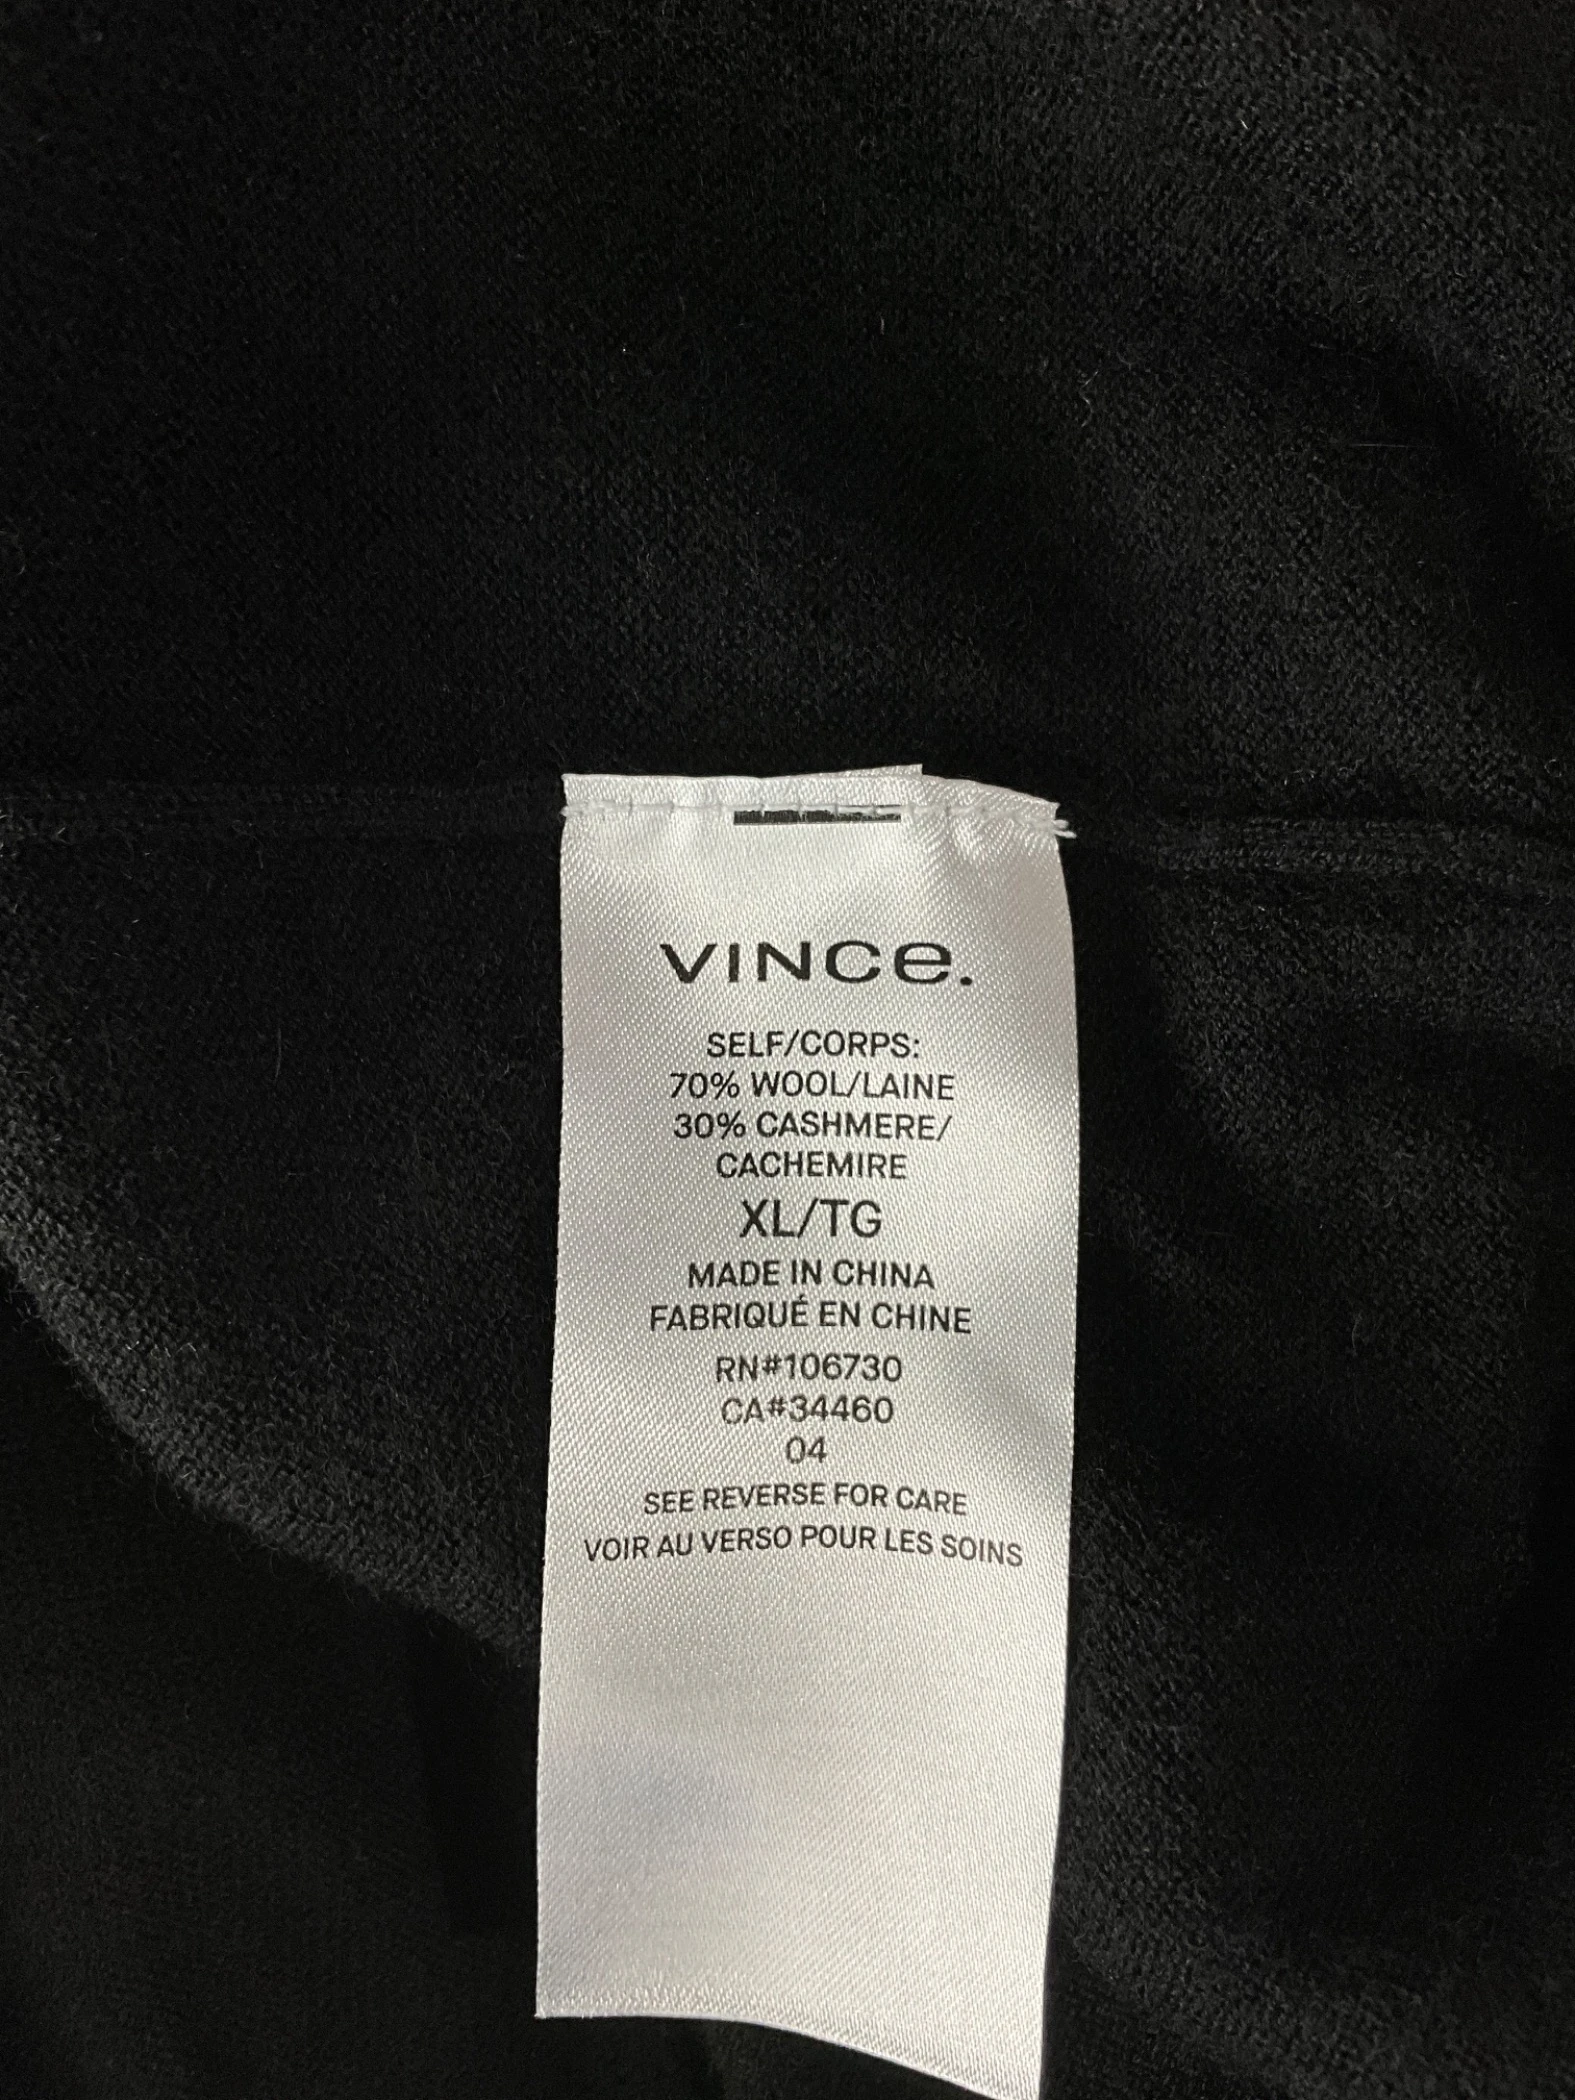 VINCE.
SELF/CORPS:
70% WOOL/LAINE
30% CASHMERE/
CACHEMIRE
XL/TG
MADE IN CHINA
FABRIQUÉ EN CHINE
RN#106730
CA#34460
04
SEE REVERSE FOR CARE
VOIR AU VERSO POUR LES SOINS